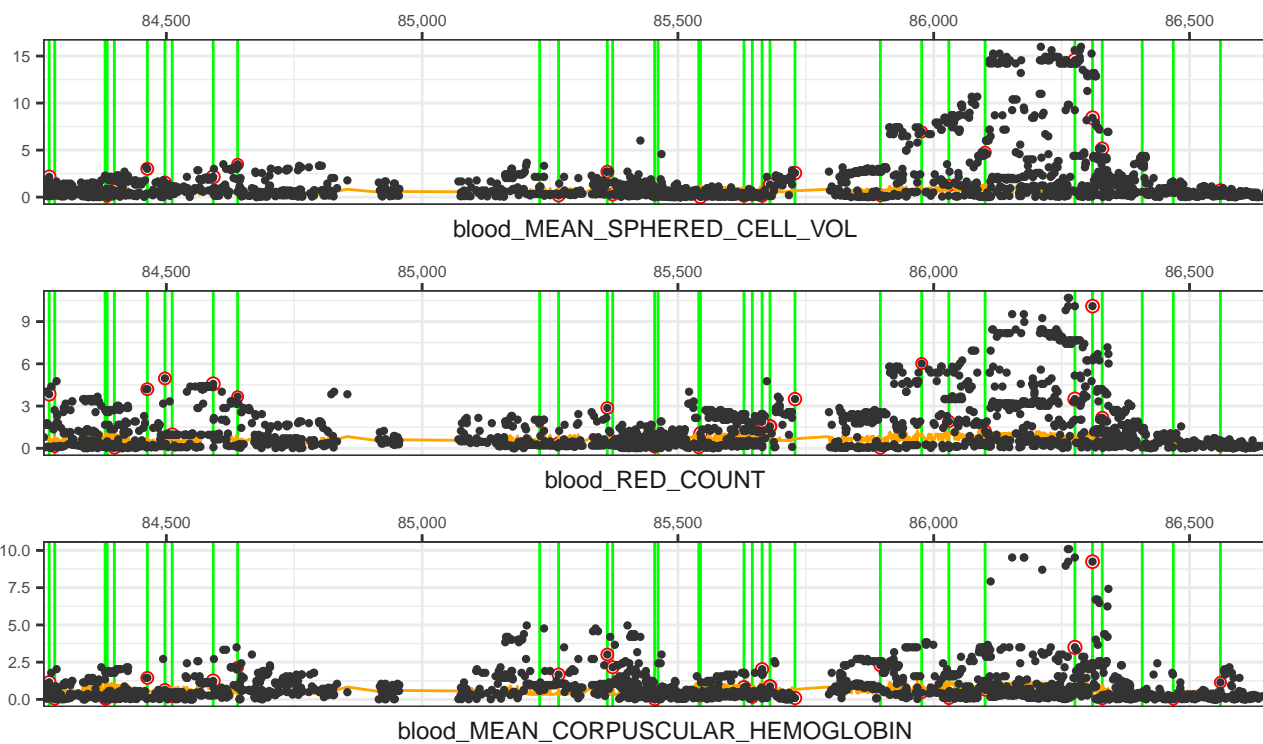 84,500 85,000 85,500 86,000 86,500
15
10
5
0
blood_MEAN_SPHERED_CELL_VOL
84,500 85,000 85,500 86,000 86,500
9
6
3
0
blood_RED_COUNT
84,500 85,000 85,500 86,000 86,500
10.0
7.5
5.0
2.5
0.0
blood_MEAN_CORPUSCULAR_HEMOGLOBIN